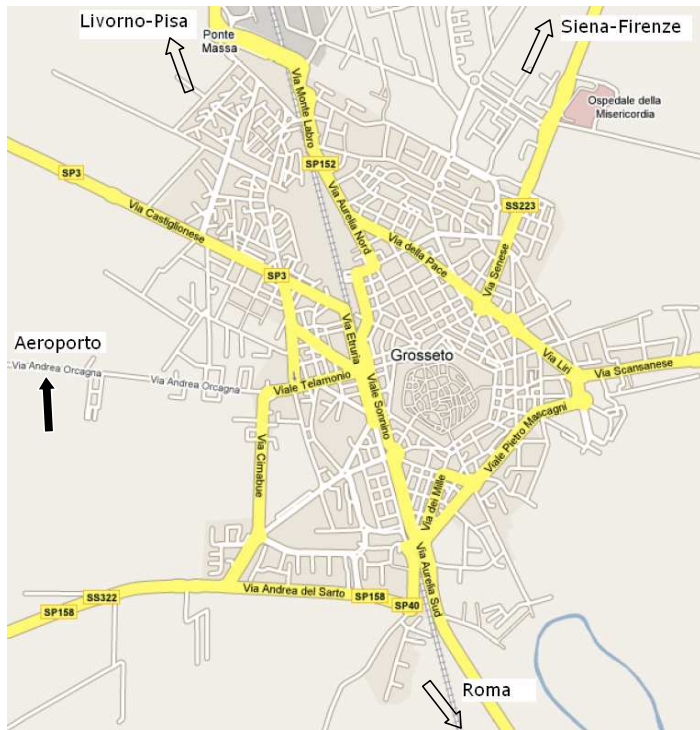 Livorno-Pisa
Siena-Firenze
Ponte
Massa
Via Monte Labro
Ospedale della
Misericordia
SP152
SP3
SS223
Via Castiglionese
Via Aurelia Nord
Via della Pace
Via Senese
SP3
Via Etruria
Aeroporto
Grosseto
Via Liri
Via Scansanese
Via Andrea Orcagna
Via Andrea Orcagna
Viale Telamonio
Viale Sonnino
Viale Pietro Mascagni
Via Cimabue
Via dei Mille
Via Aurelia Sud
Via Andrea del Sarto
SP158
SS322
SP158
SP40
Roma